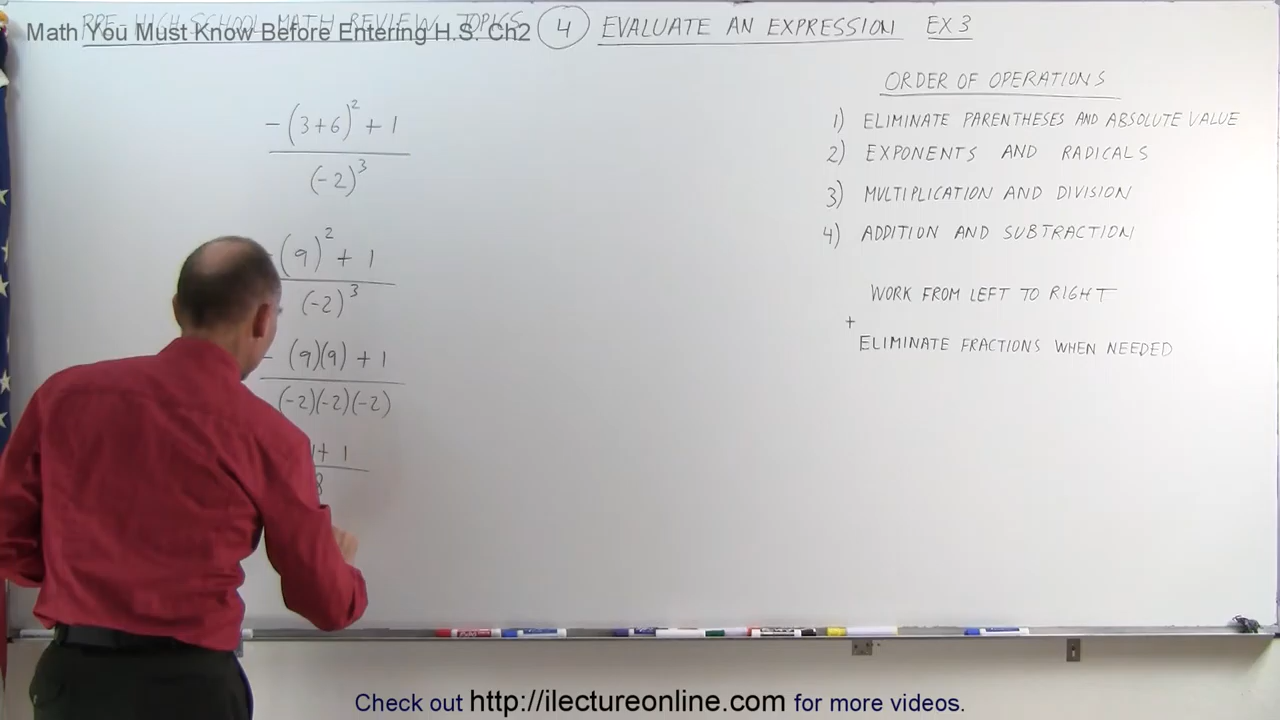 PRE-HIGH SCHOOL MATH REVIEW TOPICS (4) EVALUATE AN EXPRESSION EX 3
Math You Must Know Before Entering H.S. Ch2
-(3+6)² + 1
(-2)³
(9)² + 1
(-2)³
- (9)(9) + 1
(-2)(-2)(-2)
+ 1
8
ORDER OF OPERATIONS
1) ELIMINATE PARENTHESES AND ABSOLUTE VALUE
2) EXPONENTS AND RADICALS
3) MULTIPLICATION AND DIVISION
4) ADDITION AND SUBTRACTION
WORK FROM LEFT TO RIGHT
+
ELIMINATE FRACTIONS WHEN NEEDED
Check out http://ilectureonline.com for more videos.